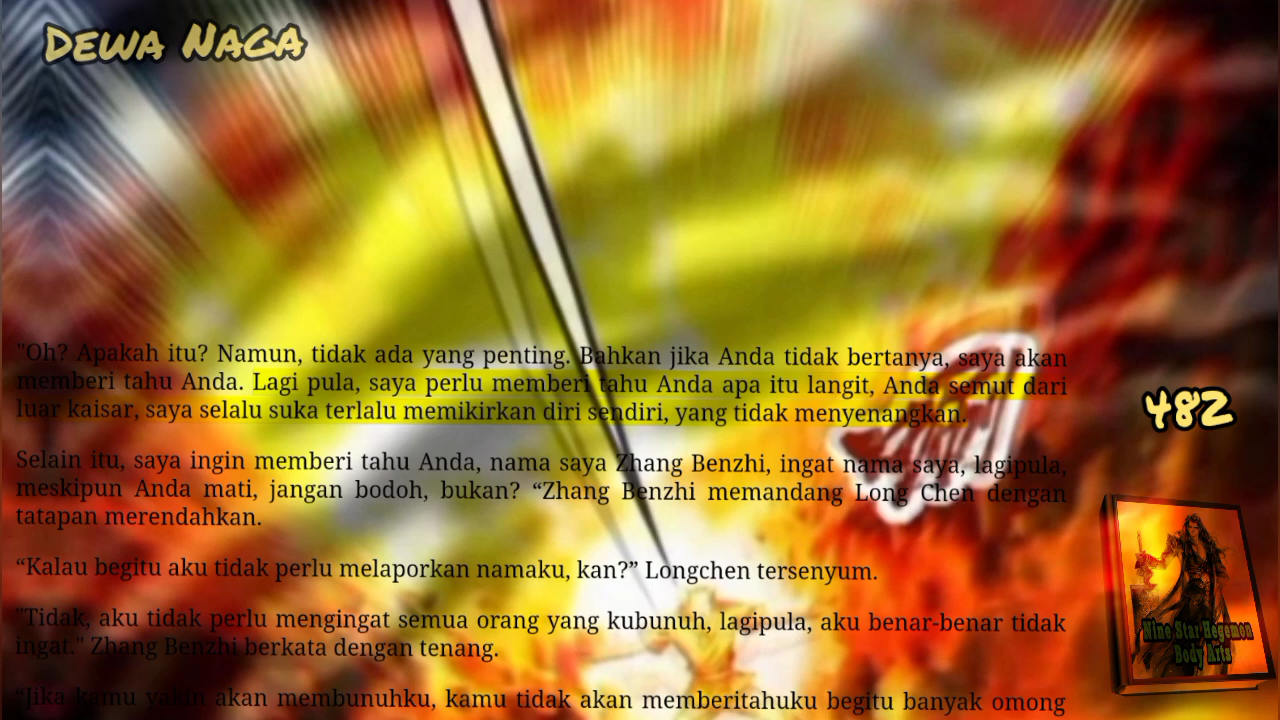 Dewa Naga
"Oh? Apakah itu? Namun, tidak ada yang penting. Bahkan jika Anda tidak bertanya, saya akan
memberi tahu Anda. Lagi pula, saya perlu memberi tahu Anda apa itu langit, Anda semut dari
luar kaisar, saya selalu suka terlalu memikirkan diri sendiri, yang tidak menyenangkan.
Selain itu, saya ingin memberi tahu Anda, nama saya Zhang Benzhi, ingat nama saya, lagipula,
meskipun Anda mati, jangan bodoh, bukan? “Zhang Benzhi memandang Long Chen dengan
tatapan merendahkan.
“Kalau begitu aku tidak perlu melaporkan namaku, kan?” Longchen tersenyum.
"Tidak, aku tidak perlu mengingat semua orang yang kubunuh, lagipula, aku benar-benar tidak
ingat." Zhang Benzhi berkata dengan tenang.
“Jika kamu yakin akan membunuhku, kamu tidak akan memberitahuku begitu banyak omong
482
Nine Star Hegemon
Body Arts